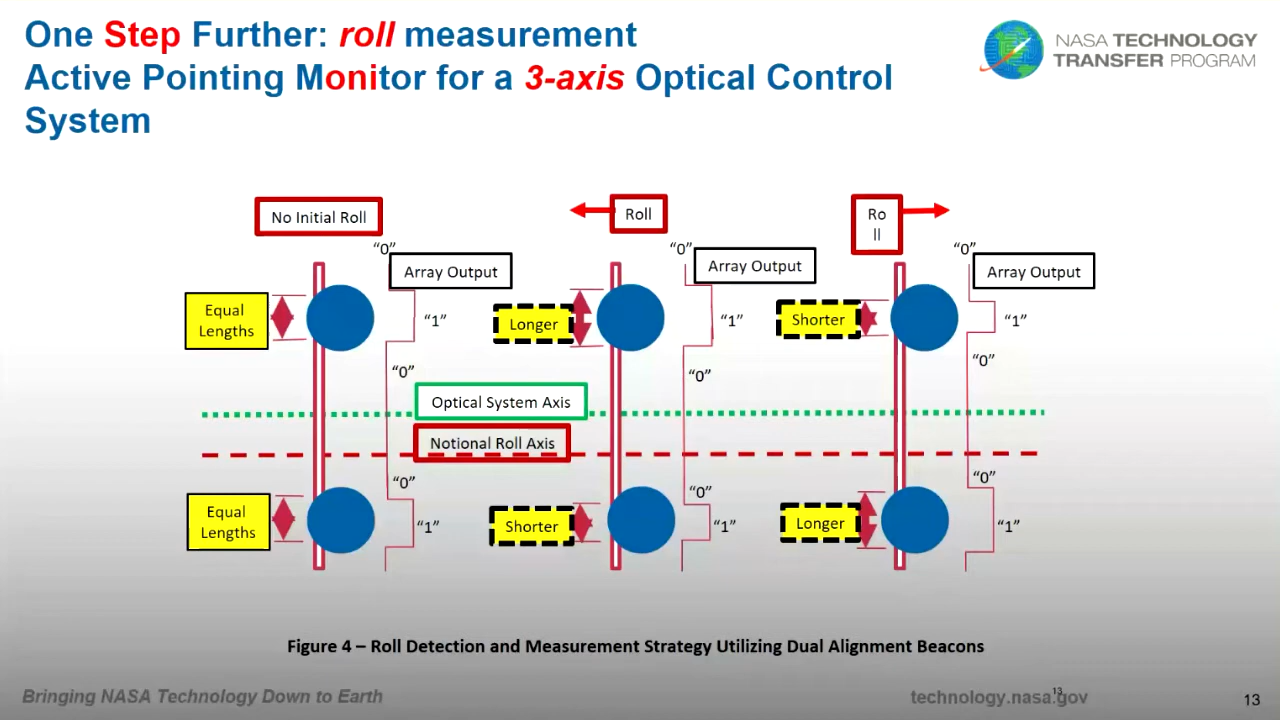 One Step Further: roll measurement
Active Pointing Monitor for a 3-axis Optical Control
System
NASA TECHNOLOGY
TRANSFER PROGRAM
No Initial Roll
Roll
Ro
ll
“0”
“0”
“0”
Array Output
Array Output
Array Output
Equal
Lengths
“1”
Longer
“1”
Shorter
“1”
“0”
“0”
“0”
Optical System Axis
Notional Roll Axis
“0”
“0”
“0”
Equal
Lengths
“1”
Shorter
“1”
Longer
“1”
Figure 4 – Roll Detection and Measurement Strategy Utilizing Dual Alignment Beacons
Bringing NASA Technology Down to Earth
technology.nasa.gov
13
13